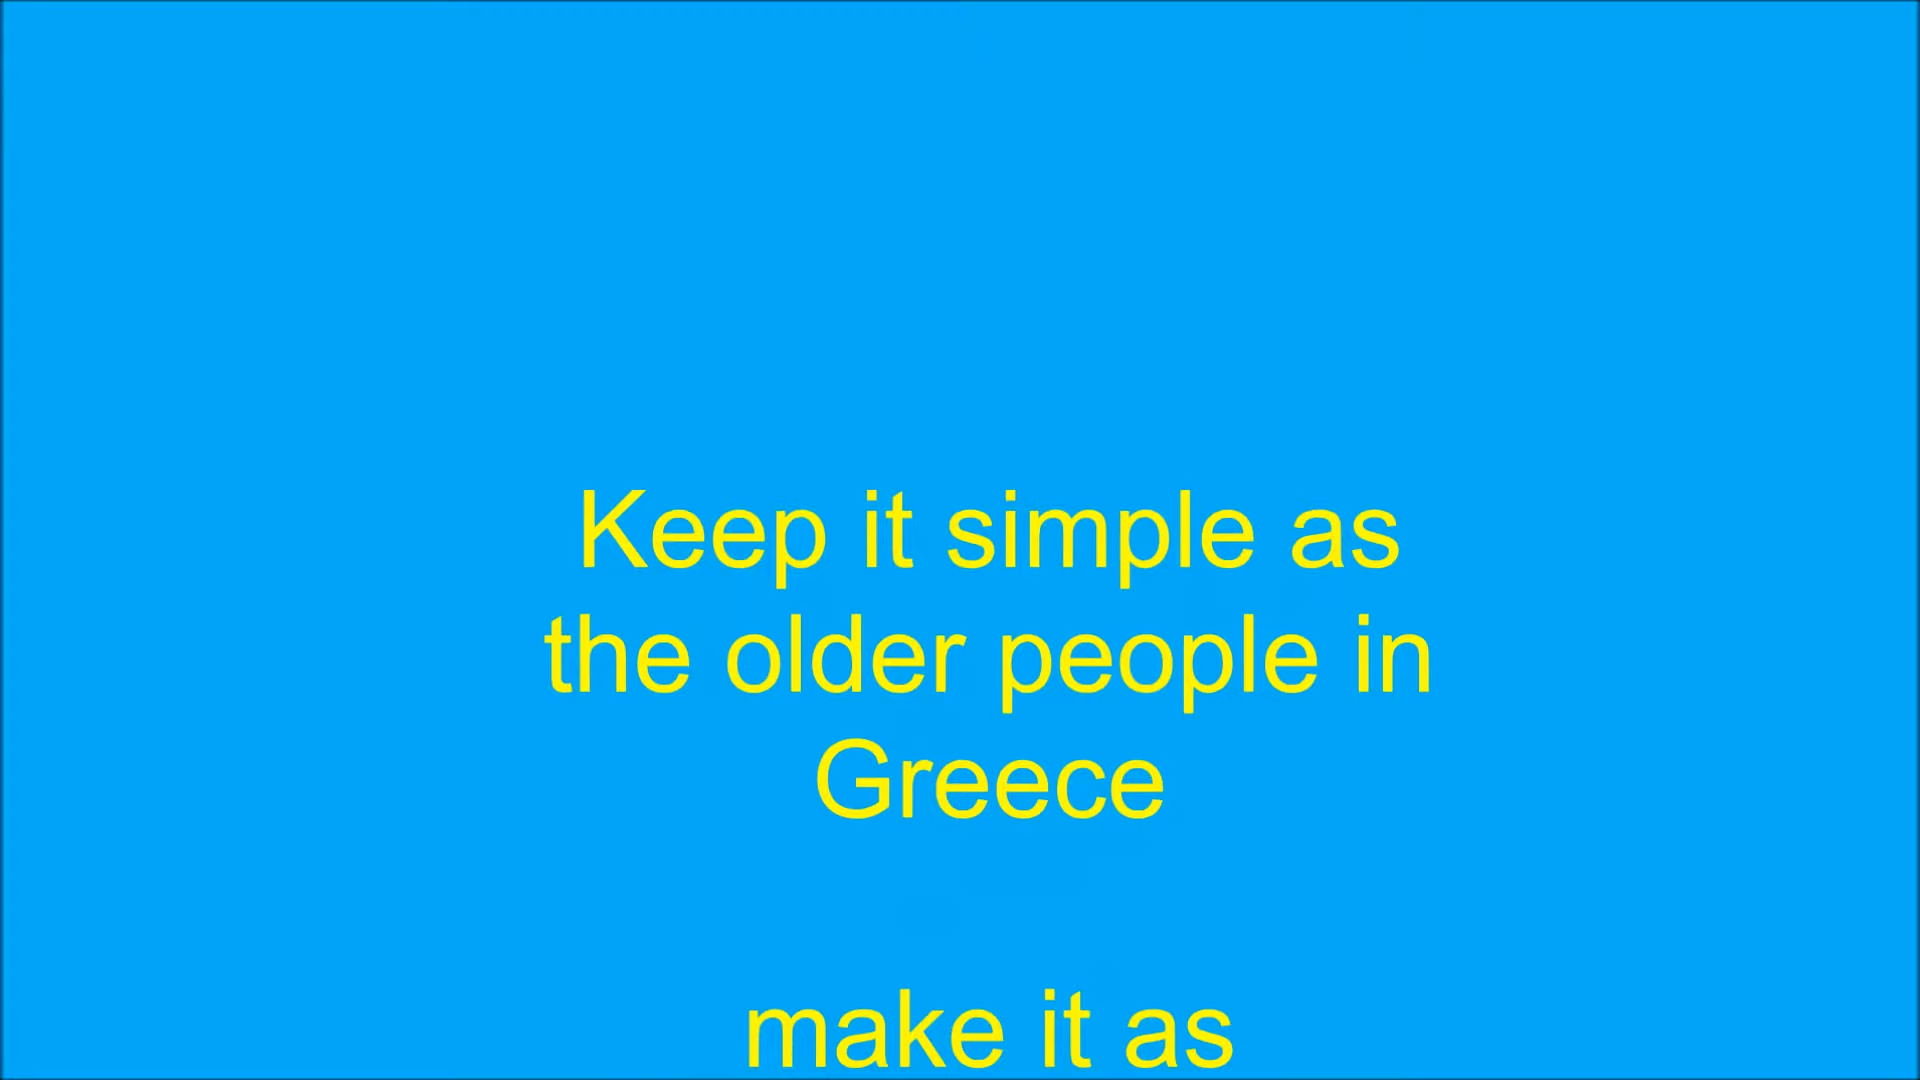 Keep it simple as
the older people in
Greece
make it as